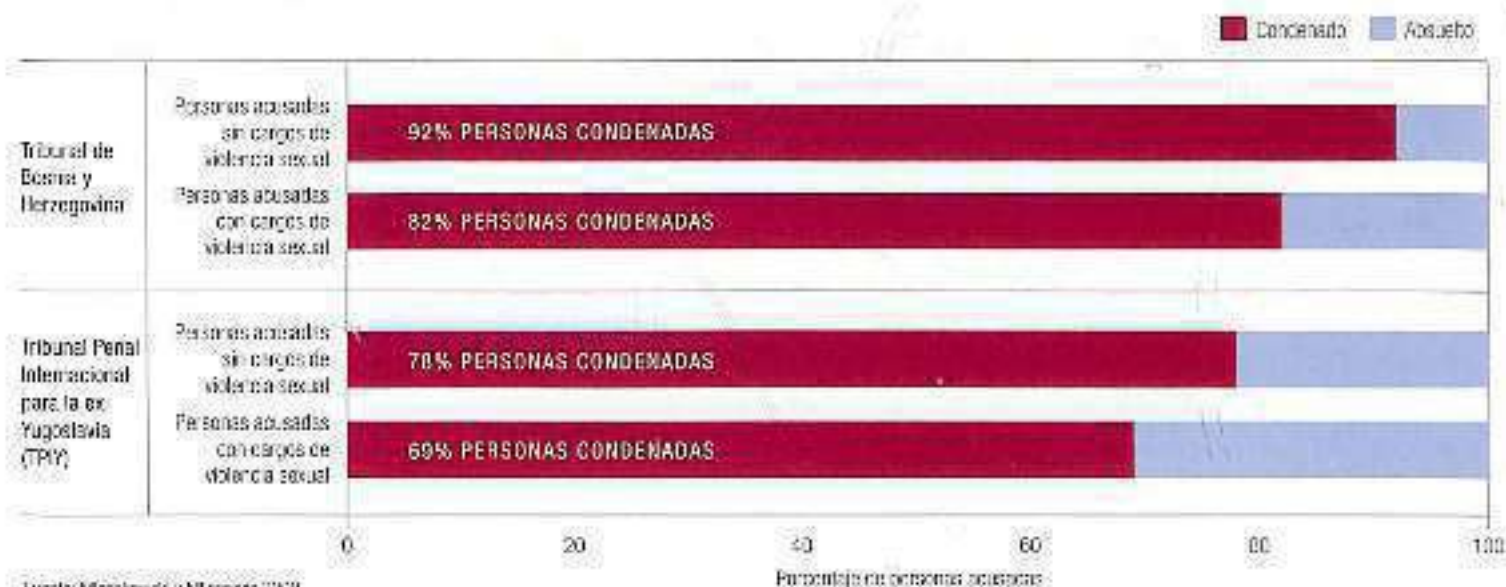 Condenado Absuelto
Tribunal de
Bosnia y
Herzegovina
Personas acusadas
sin cargos de
violencia sexual
92% PERSONAS CONDENADAS
Personas acusadas
con cargos de
violencia sexual
82% PERSONAS CONDENADAS
Tribunal Penal
Internacional
para la ex
Yugoslavia
(TPIY)
Personas acusadas
sin cargos de
violencia sexual
78% PERSONAS CONDENADAS
Personas acusadas
con cargos de
violencia sexual
69% PERSONAS CONDENADAS
0 20 40 60 80 100
Porcentaje de personas acusadas